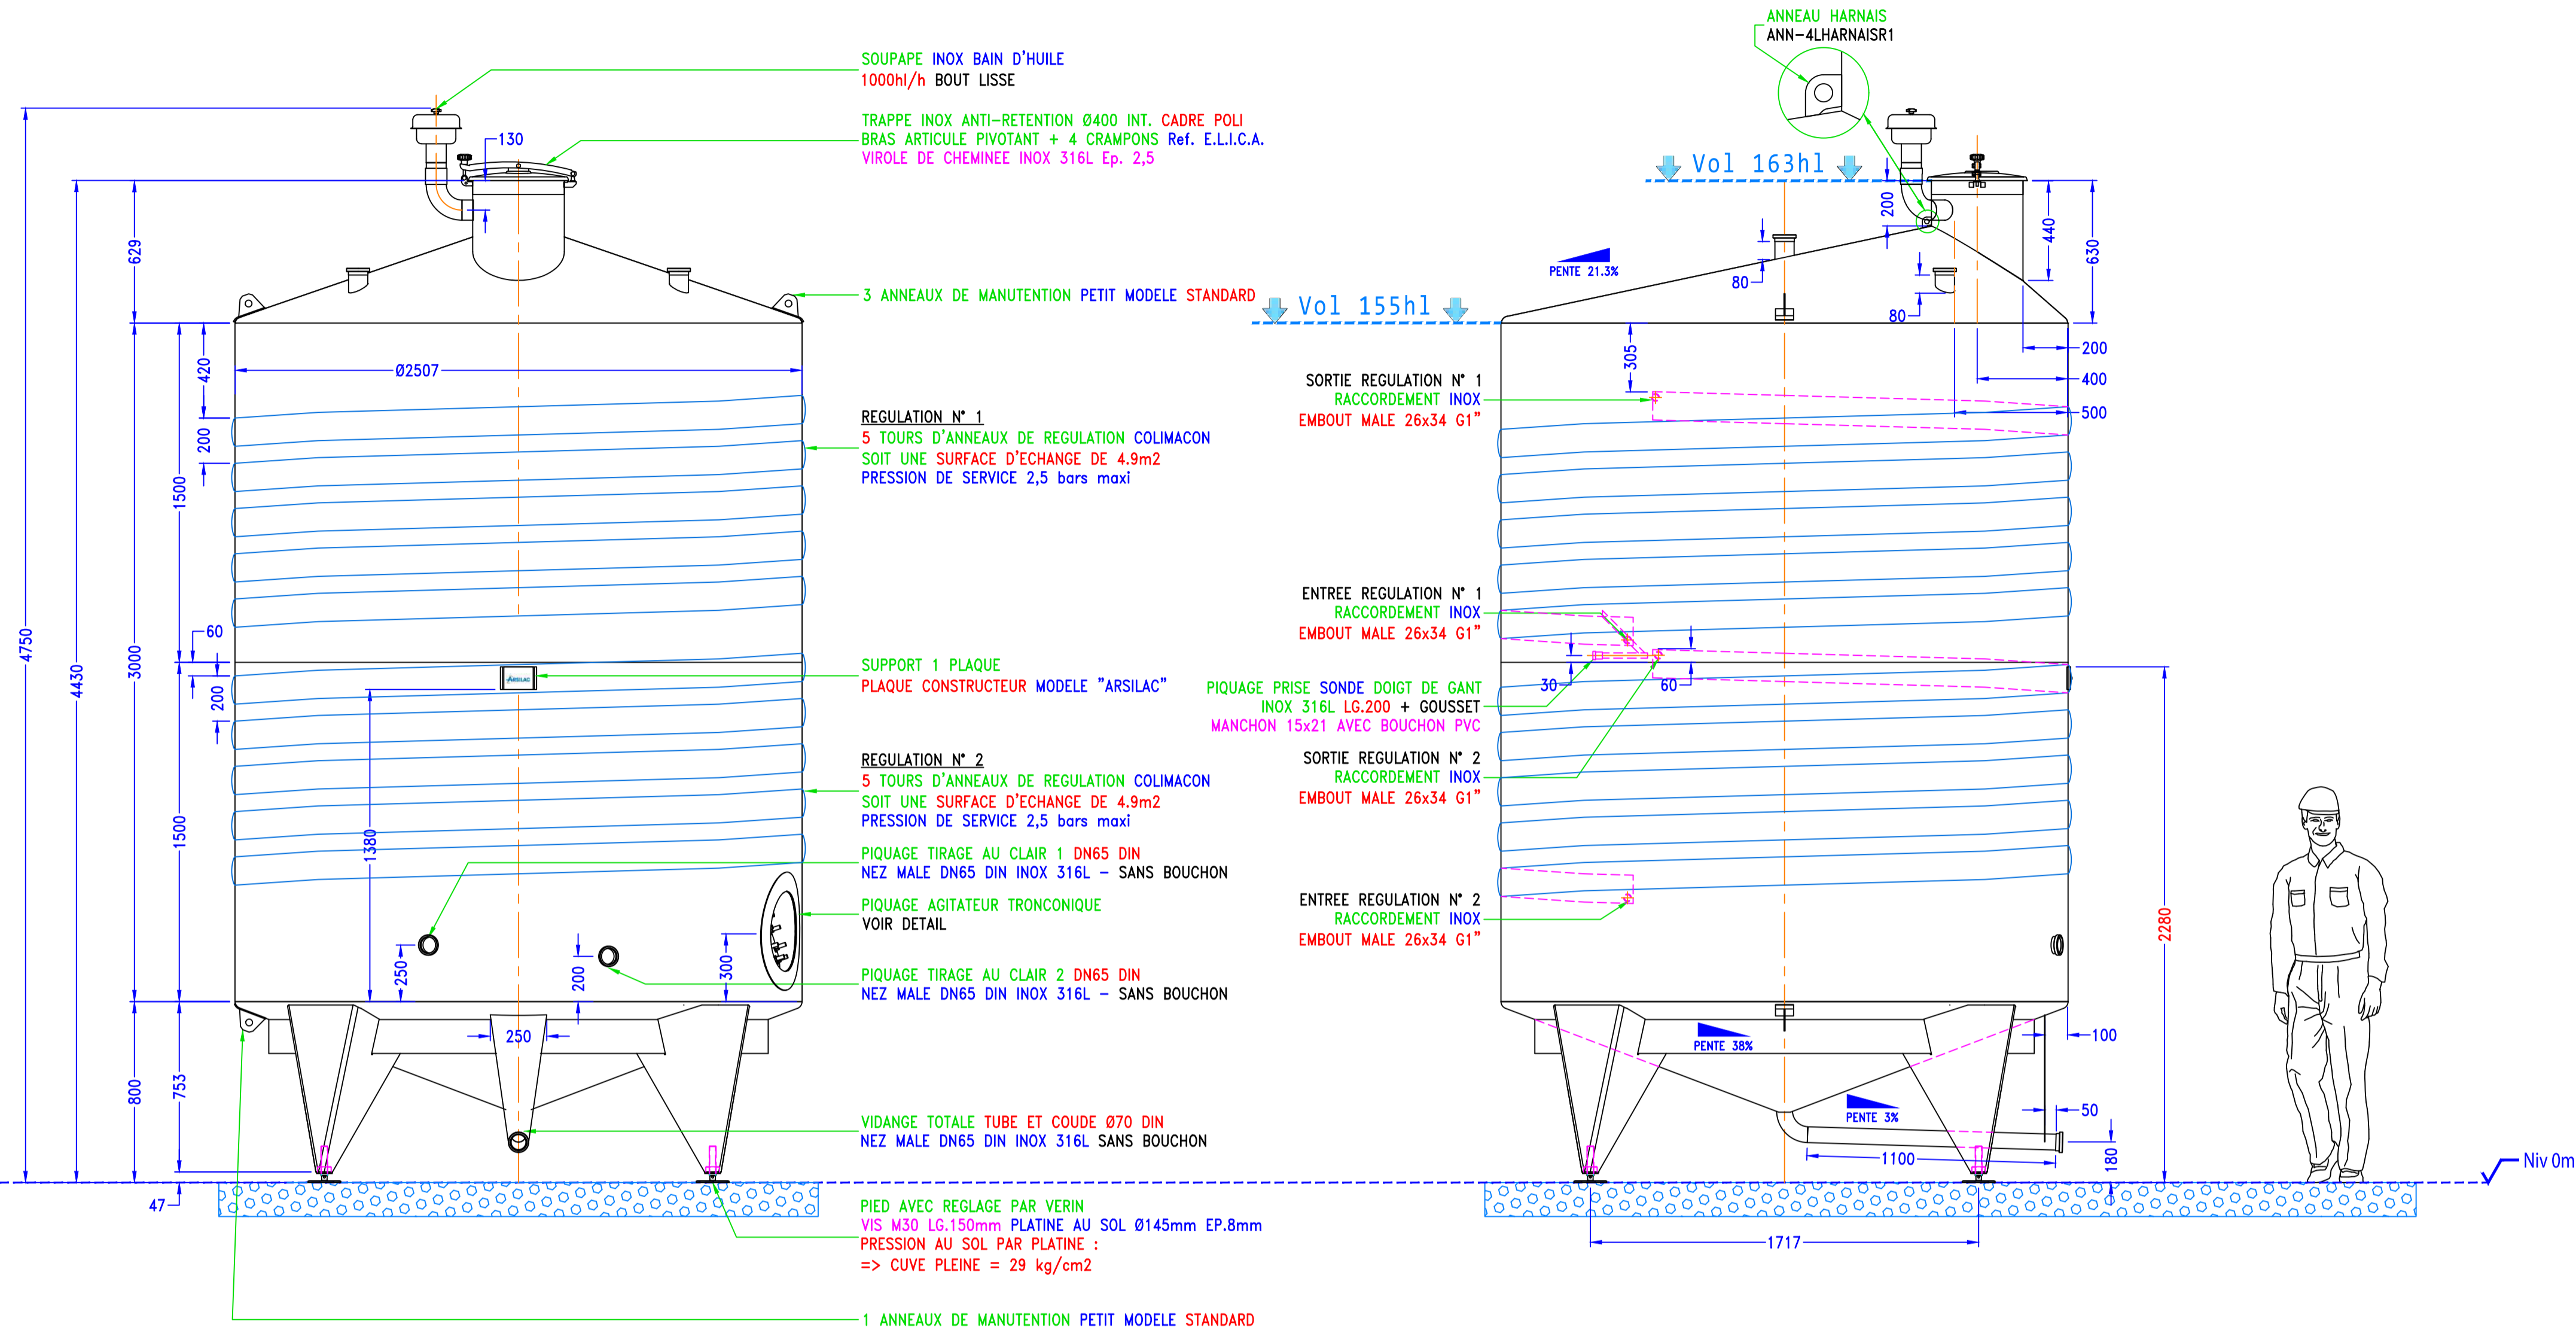 SOUPAPE INOX BAIN D'HUILE
1000hl/h BOUT LISSE
TRAPPE INOX ANTI-RETENTION Ø400 INT. CADRE POLI
BRAS ARTICULE PIVOTANT + 4 CRAMPONS Ref. E.L.I.C.A.
VIROLE DE CHEMINEE INOX 316L Ep. 2,5
3 ANNEAUX DE MANUTENTION PETIT MODELE STANDARD
REGULATION N° 1
5 TOURS D'ANNEAUX DE REGULATION COLIMACON
SOIT UNE SURFACE D'ECHANGE DE 4.9m2
PRESSION DE SERVICE 2,5 bars maxi
SUPPORT 1 PLAQUE
PLAQUE CONSTRUCTEUR MODELE "ARSILAC"
REGULATION N° 2
5 TOURS D'ANNEAUX DE REGULATION COLIMACON
SOIT UNE SURFACE D'ECHANGE DE 4.9m2
PRESSION DE SERVICE 2,5 bars maxi
PIQUAGE TIRAGE AU CLAIR 1 DN65 DIN
NEZ MALE DN65 DIN INOX 316L - SANS BOUCHON
PIQUAGE AGITATEUR TRONCONIQUE
VOIR DETAIL
PIQUAGE TIRAGE AU CLAIR 2 DN65 DIN
NEZ MALE DN65 DIN INOX 316L - SANS BOUCHON
VIDANGE TOTALE TUBE ET COUDE Ø70 DIN
NEZ MALE DN65 DIN INOX 316L SANS BOUCHON
PIED AVEC REGLAGE PAR VERIN
VIS M30 LG.150mm PLATINE AU SOL Ø145mm EP.8mm
PRESSION AU SOL PAR PLATINE :
=> CUVE PLEINE = 29 kg/cm2
1 ANNEAUX DE MANUTENTION PETIT MODELE STANDARD
4750
4430
629
3000
800
47
1500
1500
753
420
200
60
200
130
Ø2507
ARSILAC
1380
250
200
300
250
ANNEAU HARNAIS
ANN-4LHARNAISR1
Vol 163hl
Vol 155hl
PENTE 21.3%
80
80
200
440
630
200
400
500
305
SORTIE REGULATION N° 1
RACCORDEMENT INOX
EMBOUT MALE 26x34 G1"
ENTREE REGULATION N° 1
RACCORDEMENT INOX
EMBOUT MALE 26x34 G1"
30
60
PIQUAGE PRISE SONDE DOIGT DE GANT
INOX 316L LG.200 + GOUSSET
MANCHON 15x21 AVEC BOUCHON PVC
SORTIE REGULATION N° 2
RACCORDEMENT INOX
EMBOUT MALE 26x34 G1"
ENTREE REGULATION N° 2
RACCORDEMENT INOX
EMBOUT MALE 26x34 G1"
2280
PENTE 38%
PENTE 3%
100
50
1100
180
1717
Niv 0m